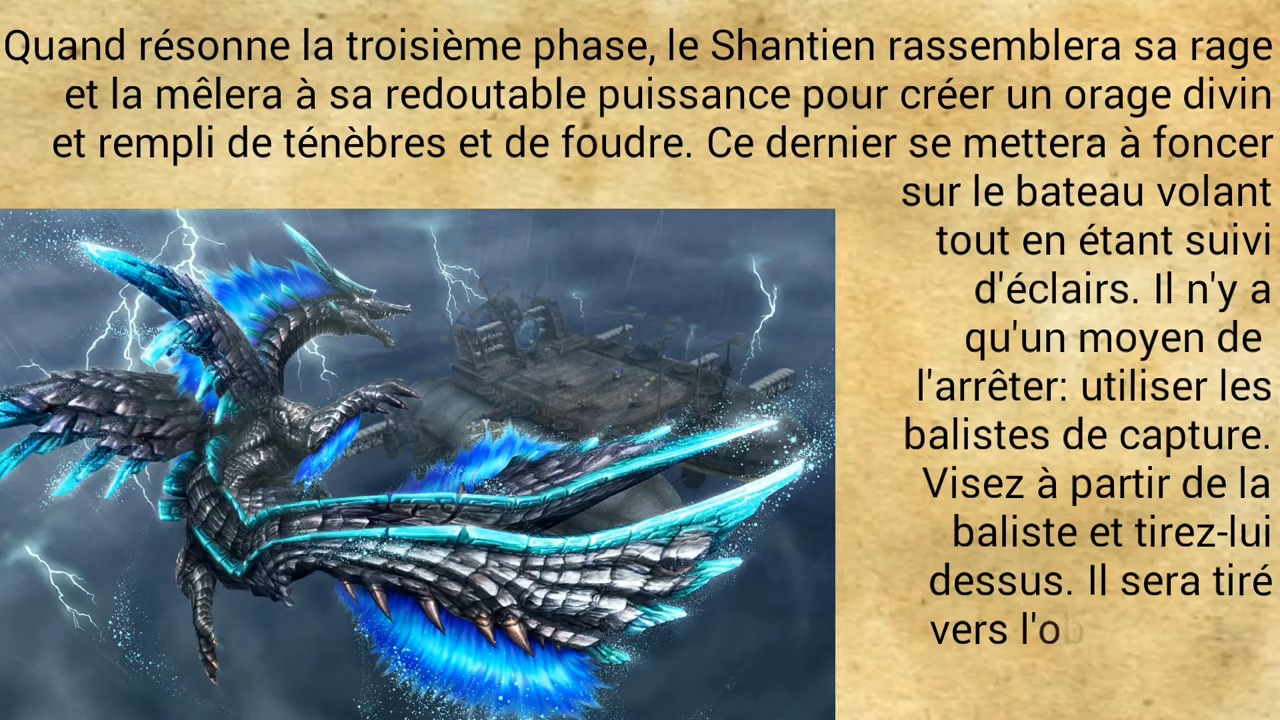 Quand résonne la troisième phase, le Shantien rassemblera sa rage
et la mêlera à sa redoutable puissance pour créer un orage divin
et rempli de ténèbres et de foudre. Ce dernier se mettera à foncer
sur le bateau volant
tout en étant suivi
d'éclairs. Il n'y a
qu'un moyen de
l'arrêter: utiliser les
balistes de capture.
Visez à partir de la
baliste et tirez-lui
dessus. Il sera tiré
vers l'ob